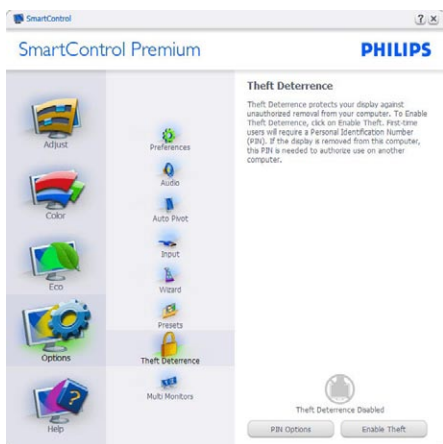 SmartControl
? x
SmartControl Premium
PHILIPS
Adjust
Color
Eco
Options
Help
Preferences
Audio
Auto Pivot
Input
Wizard
Presets
Theft Deterrence
Multi Monitors
Theft Deterrence
Theft Deterrence protects your display against
unauthorized removal from your computer. To Enable
Theft Deterrence, click on Enable Theft. First-time
users will require a Personal Identification Number
(PIN). If the display is removed from this computer,
this PIN is needed to authorize use on another
computer.
Theft Deterrence Disabled
PIN Options
Enable Theft